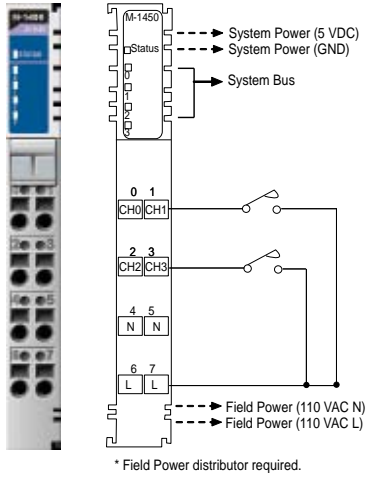 M-1450
Status
0
1
2
3
System Power (5 VDC)
System Power (GND)
System Bus
0 1
CH0 CH1
2 3
CH2 CH3
4 5
N N
6 7
L L
Field Power (110 VAC N)
Field Power (110 VAC L)
* Field Power distributor required.